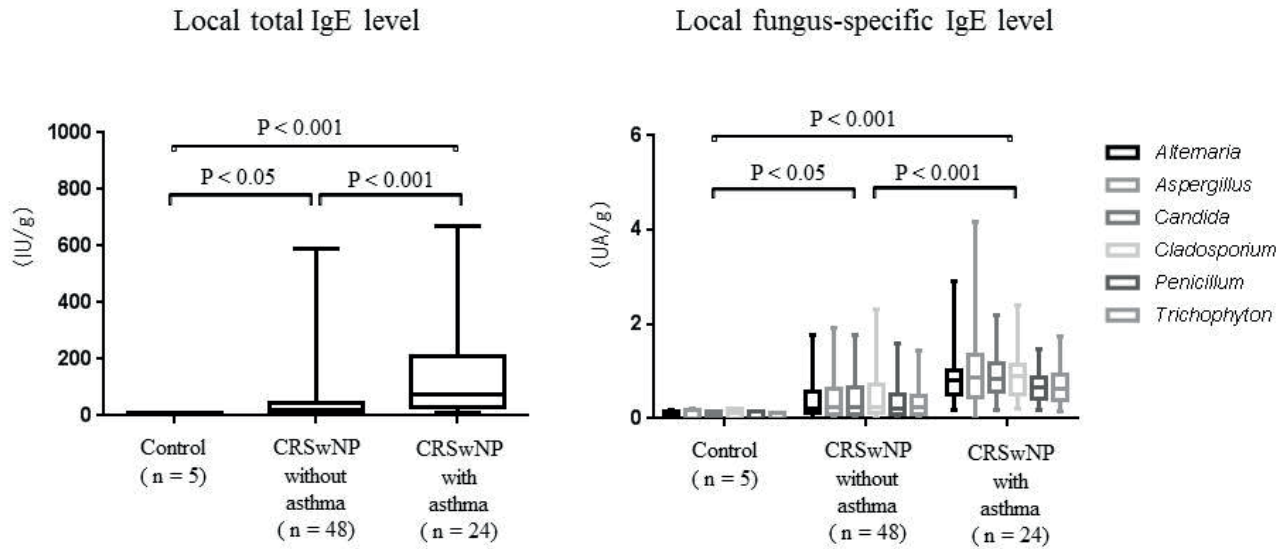 Local total IgE level
1000
800
600
400
200
0
(IU/g)
P < 0.001
P < 0.05
P < 0.001
Control
( n = 5)
CRSwNP
without
asthma
( n = 48)
CRSwNP
with
asthma
( n = 24)
Local fungus-specific IgE level
6
4
2
0
(UA/g)
P < 0.001
P < 0.05
P < 0.001
Control
( n = 5)
CRSwNP
without
asthma
( n = 48)
CRSwNP
with
asthma
( n = 24)
Alternaria
Aspergillus
Candida
Cladosporium
Penicillum
Trichophyton